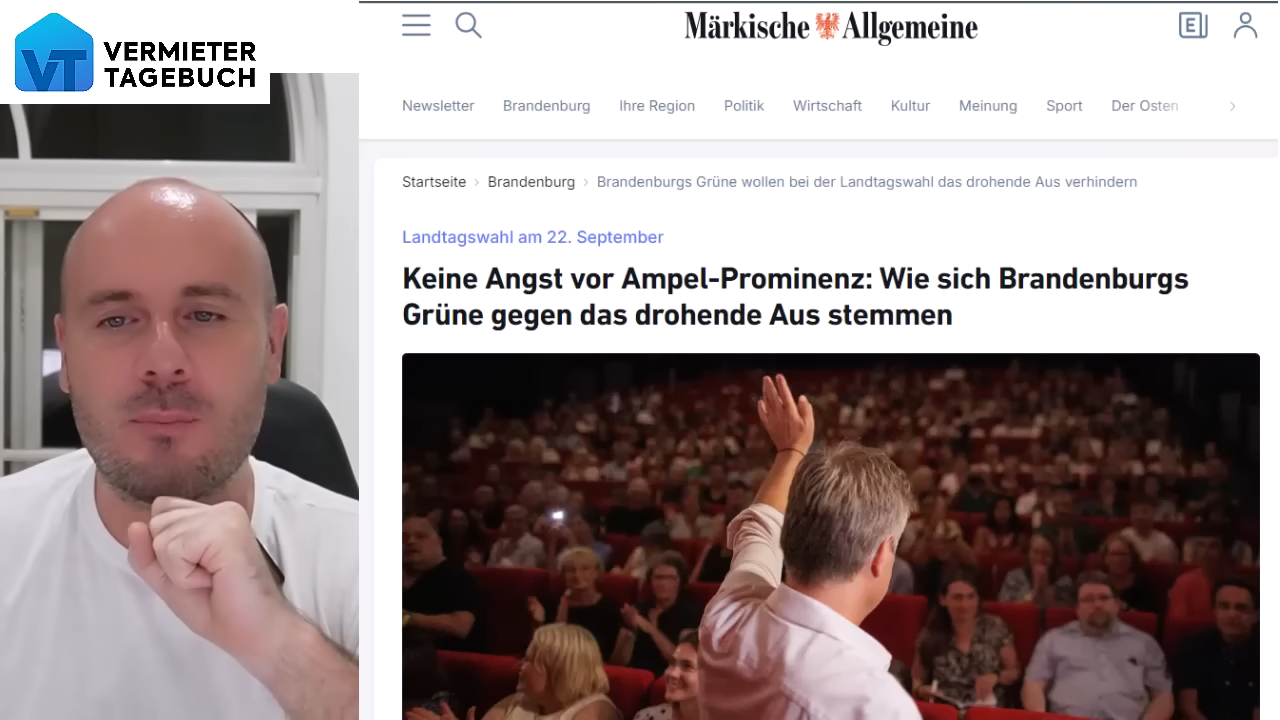 VT VERMIETER
TAGEBUCH
Märkische Allgemeine
E
Newsletter Brandenburg Ihre Region Politik Wirtschaft Kultur Meinung Sport Der Osten
Startseite › Brandenburg › Brandenburgs Grüne wollen bei der Landtagswahl das drohende Aus verhindern
Landtagswahl am 22. September
Keine Angst vor Ampel-Prominenz: Wie sich Brandenburgs
Grüne gegen das drohende Aus stemmen